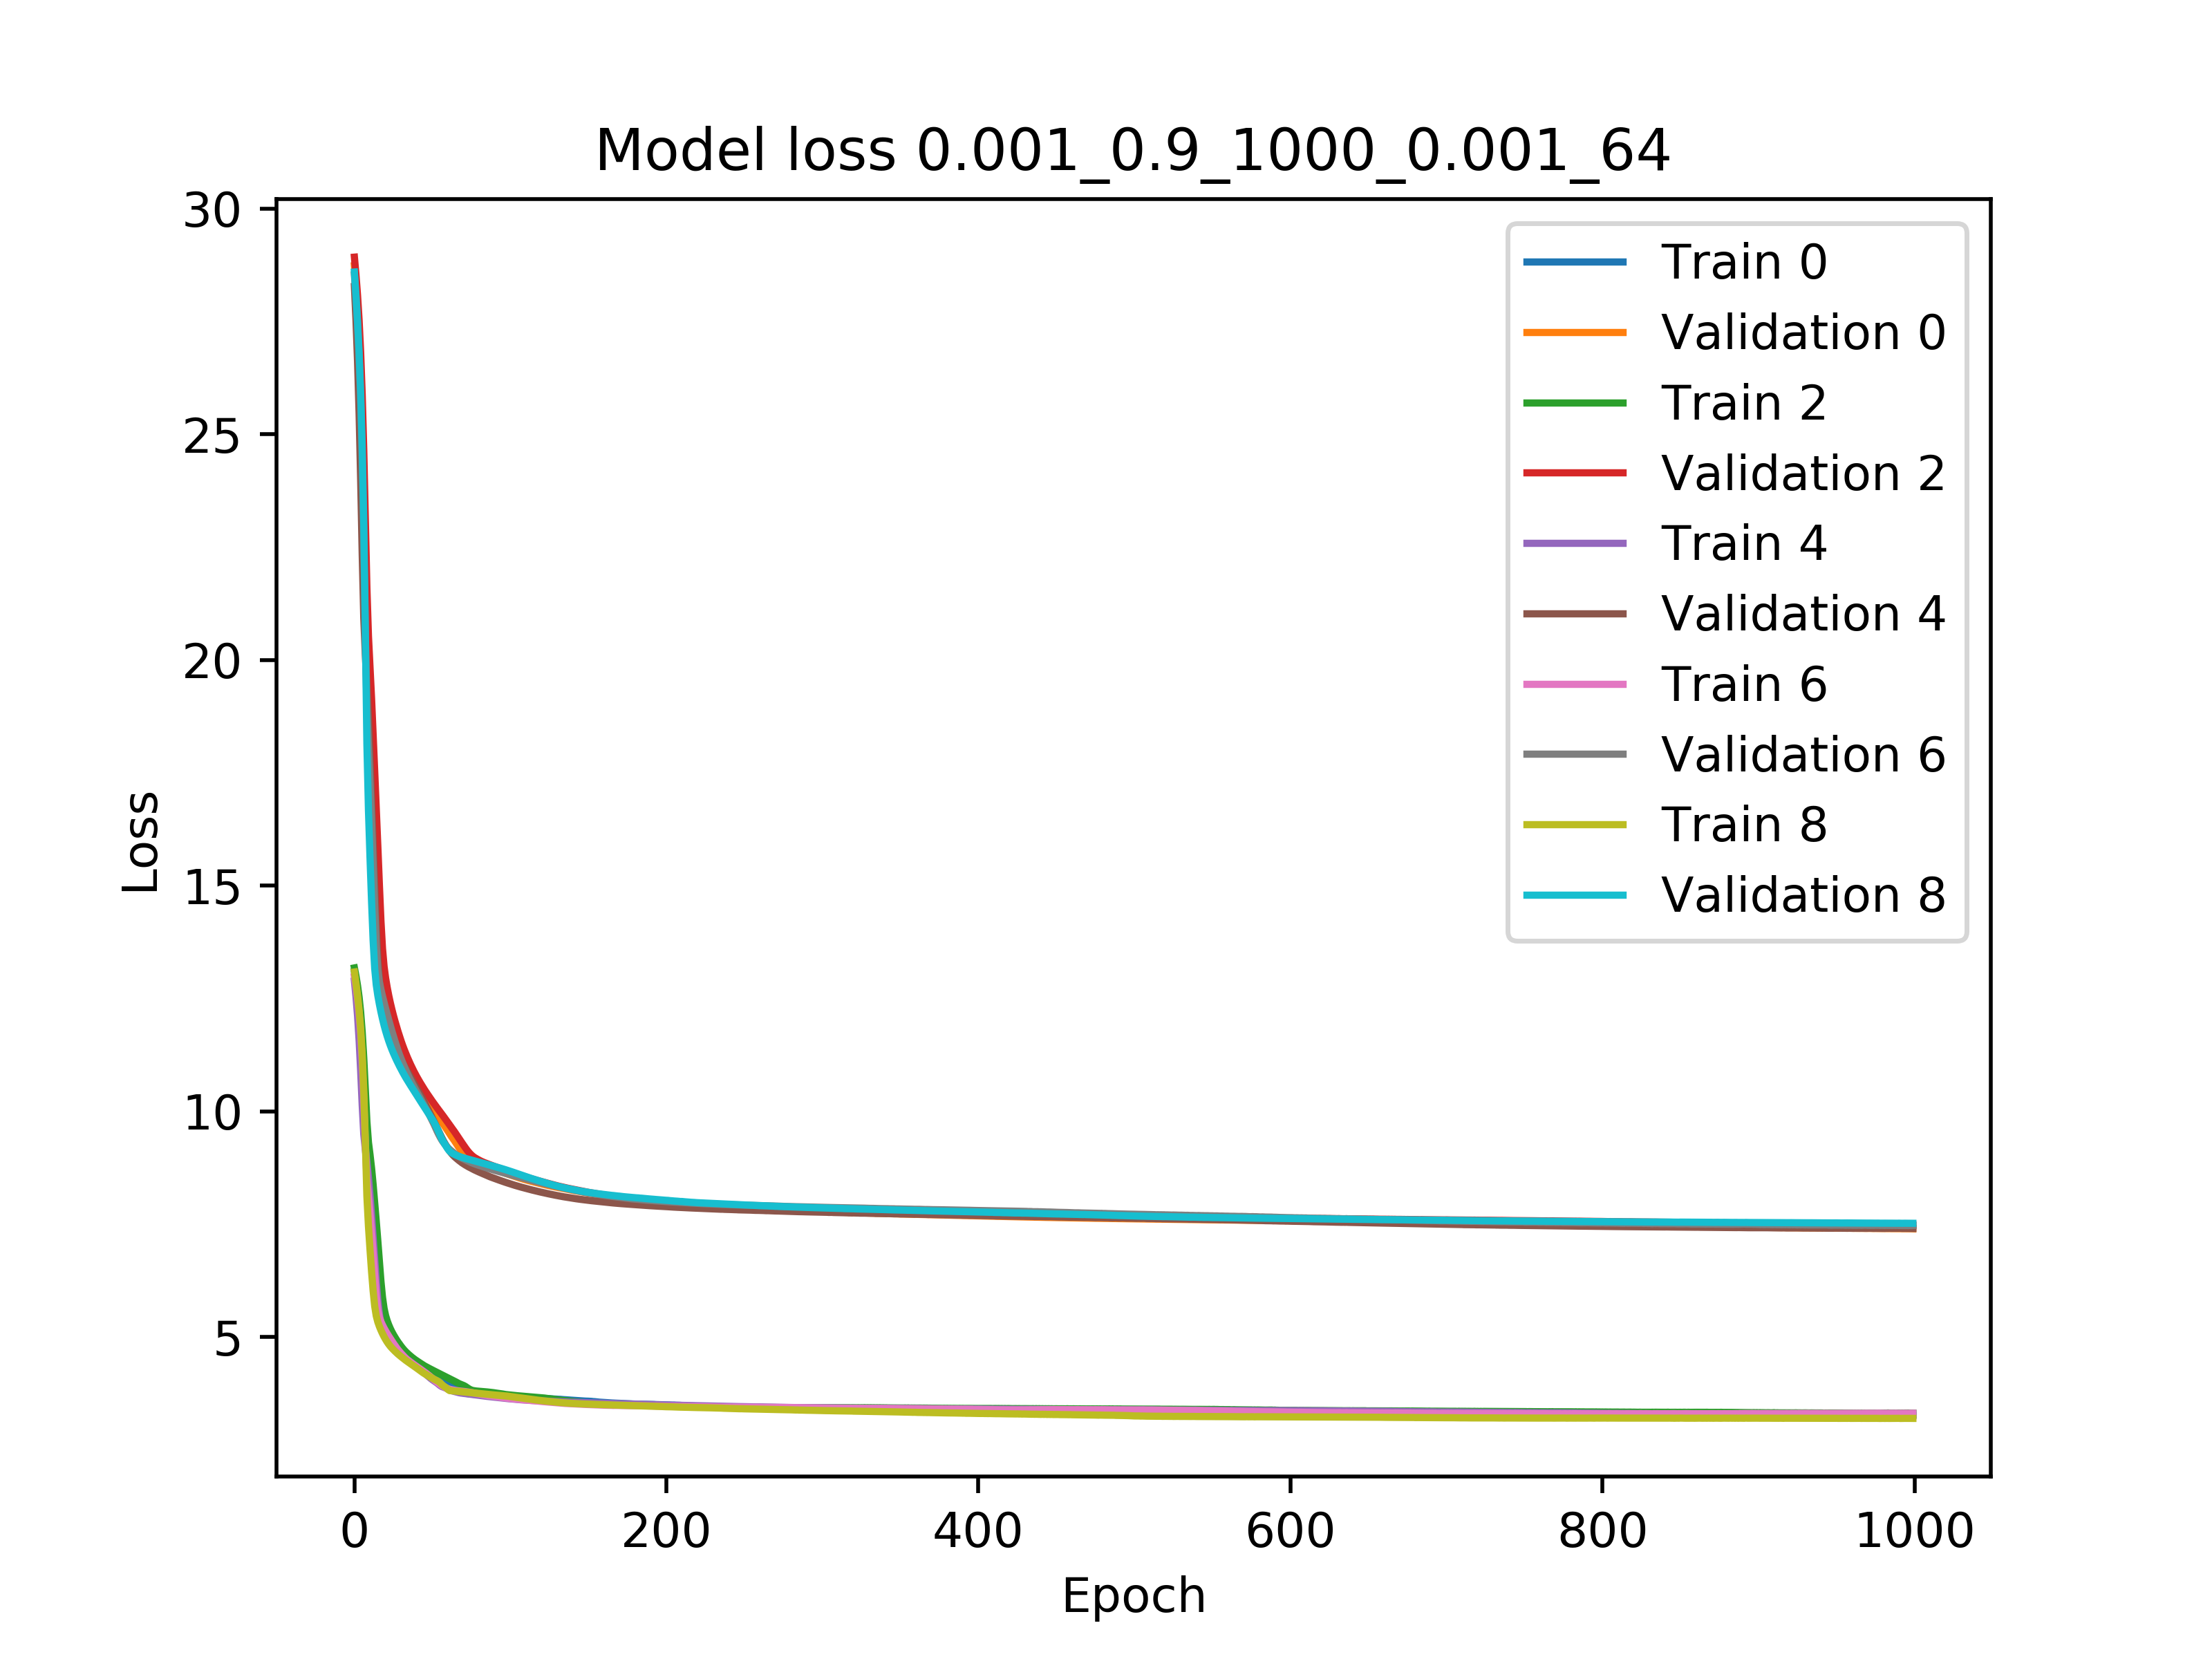 Model loss 0.001_0.9_1000_0.001_64
30
25
20
15
10
5
Loss
Train 0
Validation 0
Train 2
Validation 2
Train 4
Validation 4
Train 6
Validation 6
Train 8
Validation 8
0 200 400 600 800 1000
Epoch